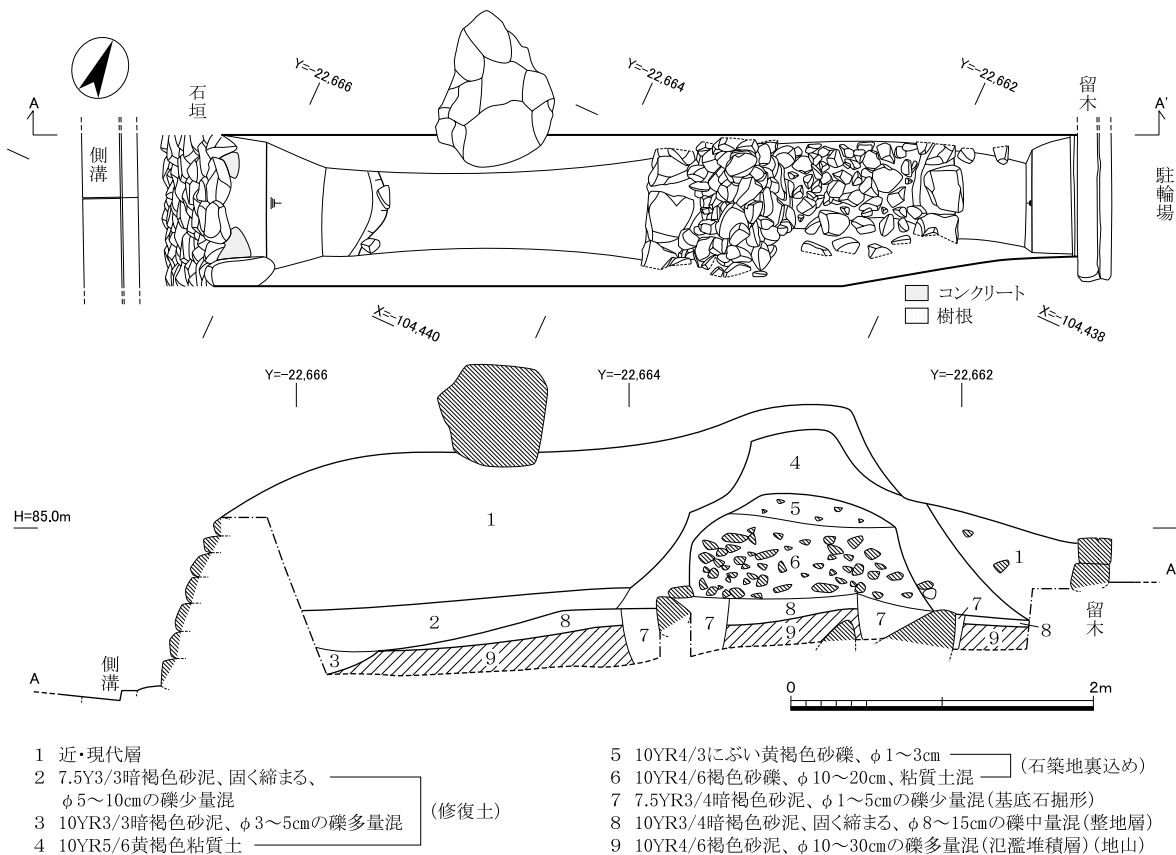 Y=-22,666
Y=-22,664
Y=-22,662
A
石垣
留木
A'
側溝
駐輪場
コンクリート
樹根
X=-104,440
X=-104,438
Y=-22,666
Y=-22,664
Y=-22,662
4
H=85.0m
1
5
6
1
A
2
8
8
7
7
7
7
8
9
9
9
3
留木
側溝
A
0
2m
1 近・現代層
2 7.5Y3/3暗褐色砂泥、固く締まる、
φ5～10cmの礫少量混
3 10YR3/3暗褐色砂泥、φ3～5cmの礫多量混
4 10YR5/6黄褐色粘質土
(修復土)
5 10YR4/3にぶい黄褐色砂礫、φ1～3cm
6 10YR4/6褐色砂礫、φ10～20cm、粘質土混
(石築地裏込め)
7 7.5YR3/4暗褐色砂泥、φ1～5cmの礫少量混(基底石掘形)
8 10YR3/4暗褐色砂泥、固く締まる、φ8～15cmの礫中量混(整地層)
9 10YR4/6褐色砂泥、φ10～30cmの礫多量混(氾濫堆積層)(地山)